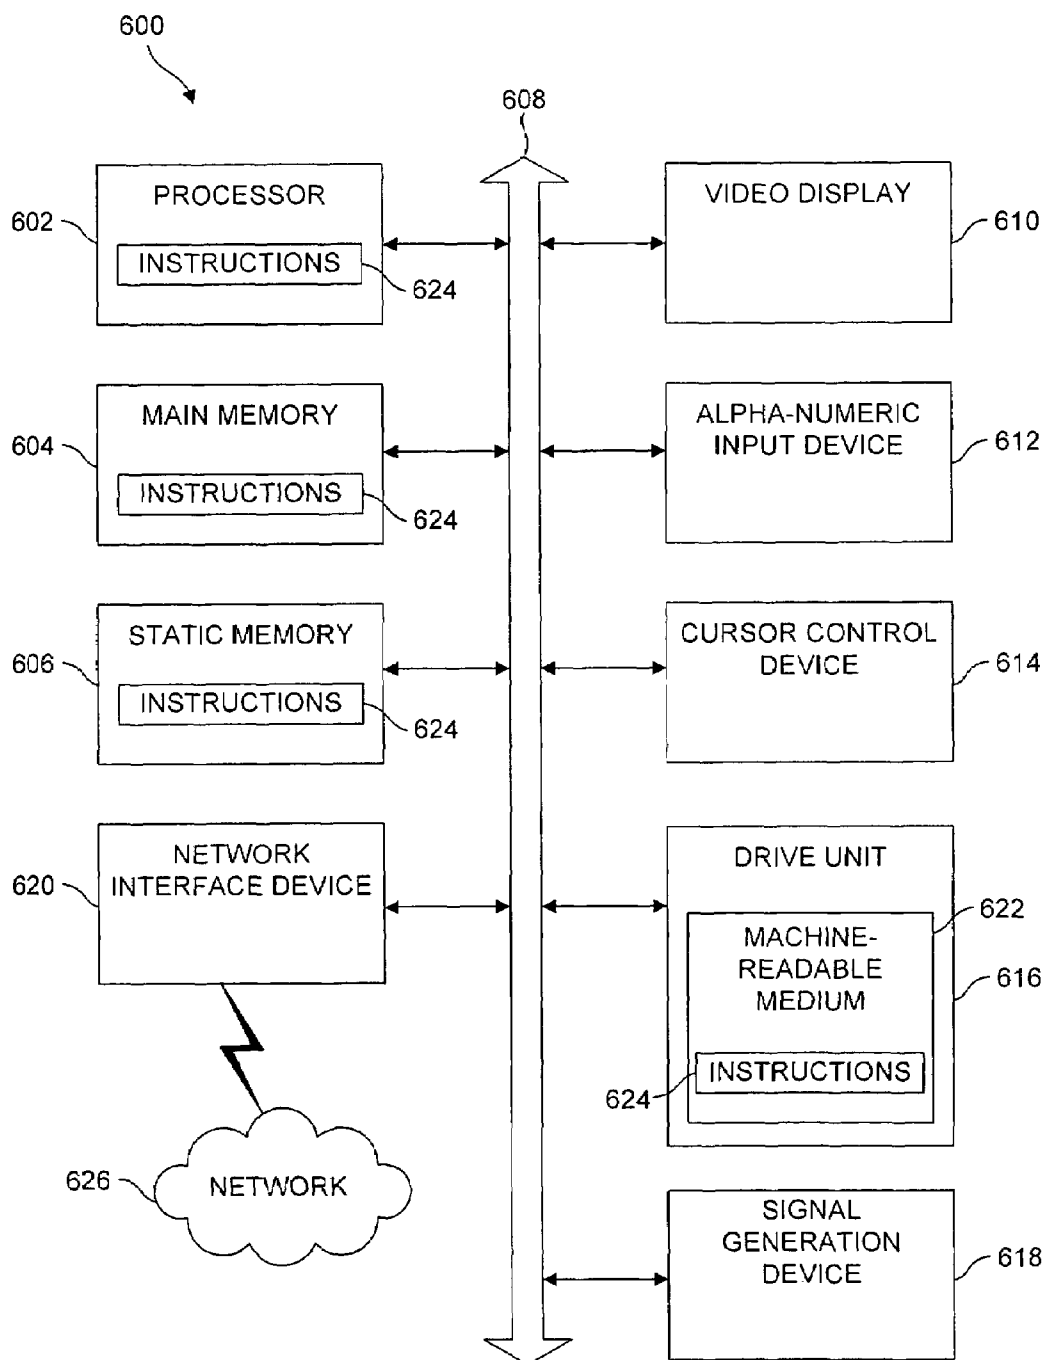 600
608
PROCESSOR
602
INSTRUCTIONS
624
VIDEO DISPLAY
610
MAIN MEMORY
604
INSTRUCTIONS
624
ALPHA-NUMERIC
INPUT DEVICE
612
STATIC MEMORY
606
INSTRUCTIONS
624
CURSOR CONTROL
DEVICE
614
NETWORK
INTERFACE DEVICE
620
DRIVE UNIT
622
MACHINE-
READABLE
MEDIUM
616
INSTRUCTIONS
624
NETWORK
626
SIGNAL
GENERATION
DEVICE
618